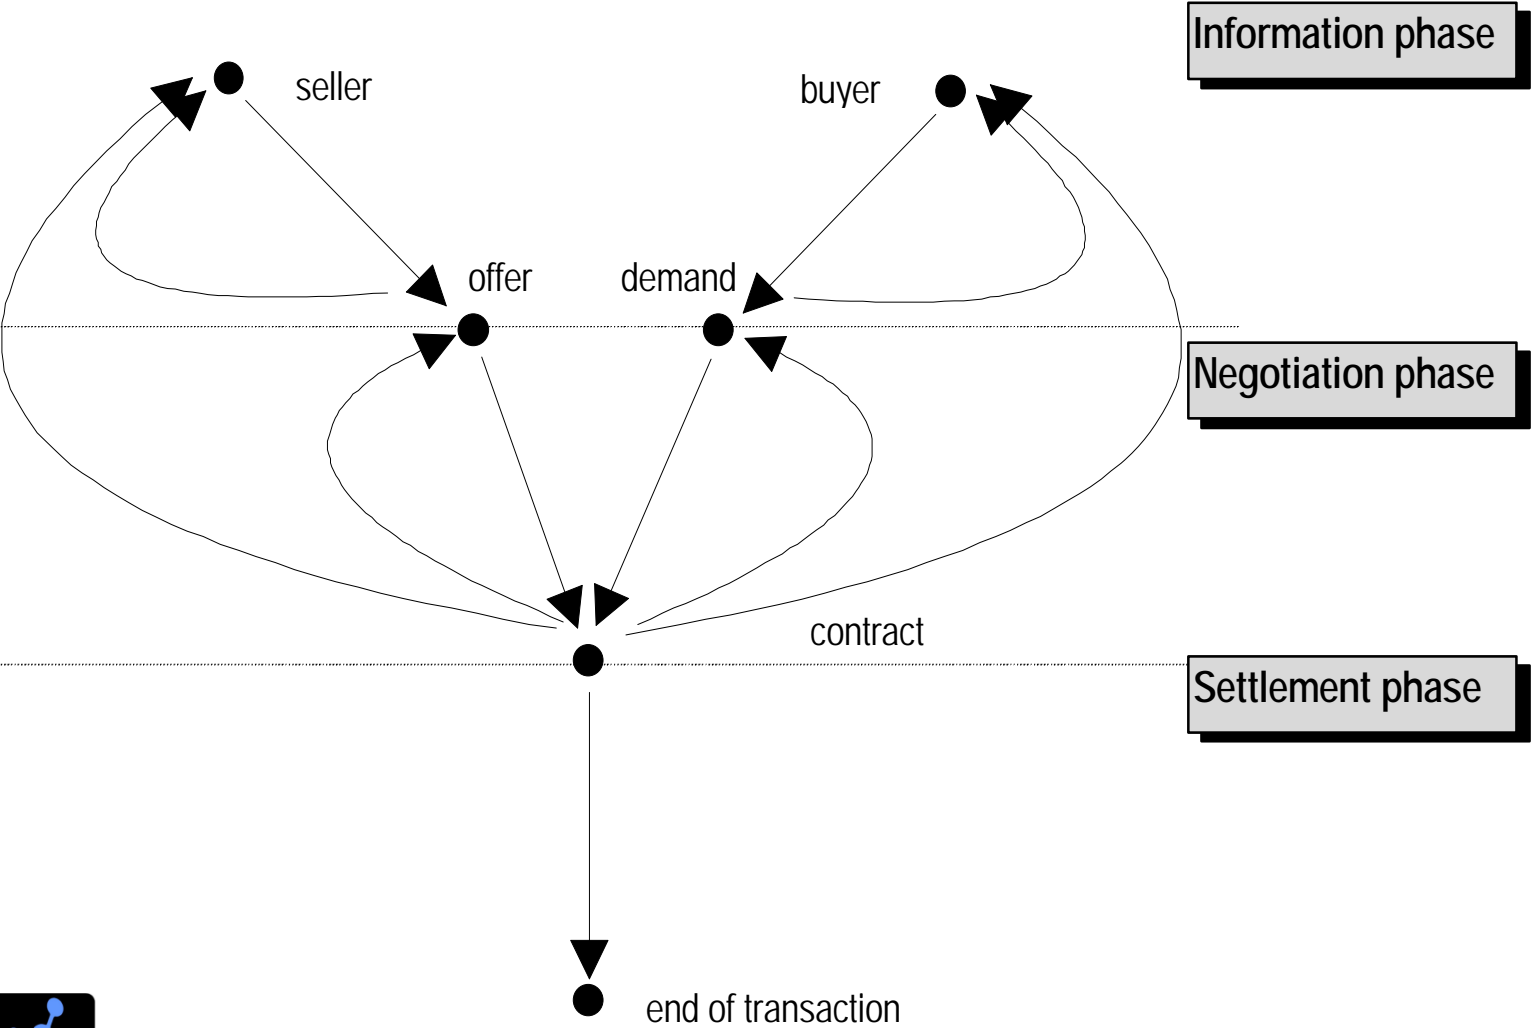 Information phase
seller
buyer
offer
demand
Negotiation phase
contract
Settlement phase
end of transaction